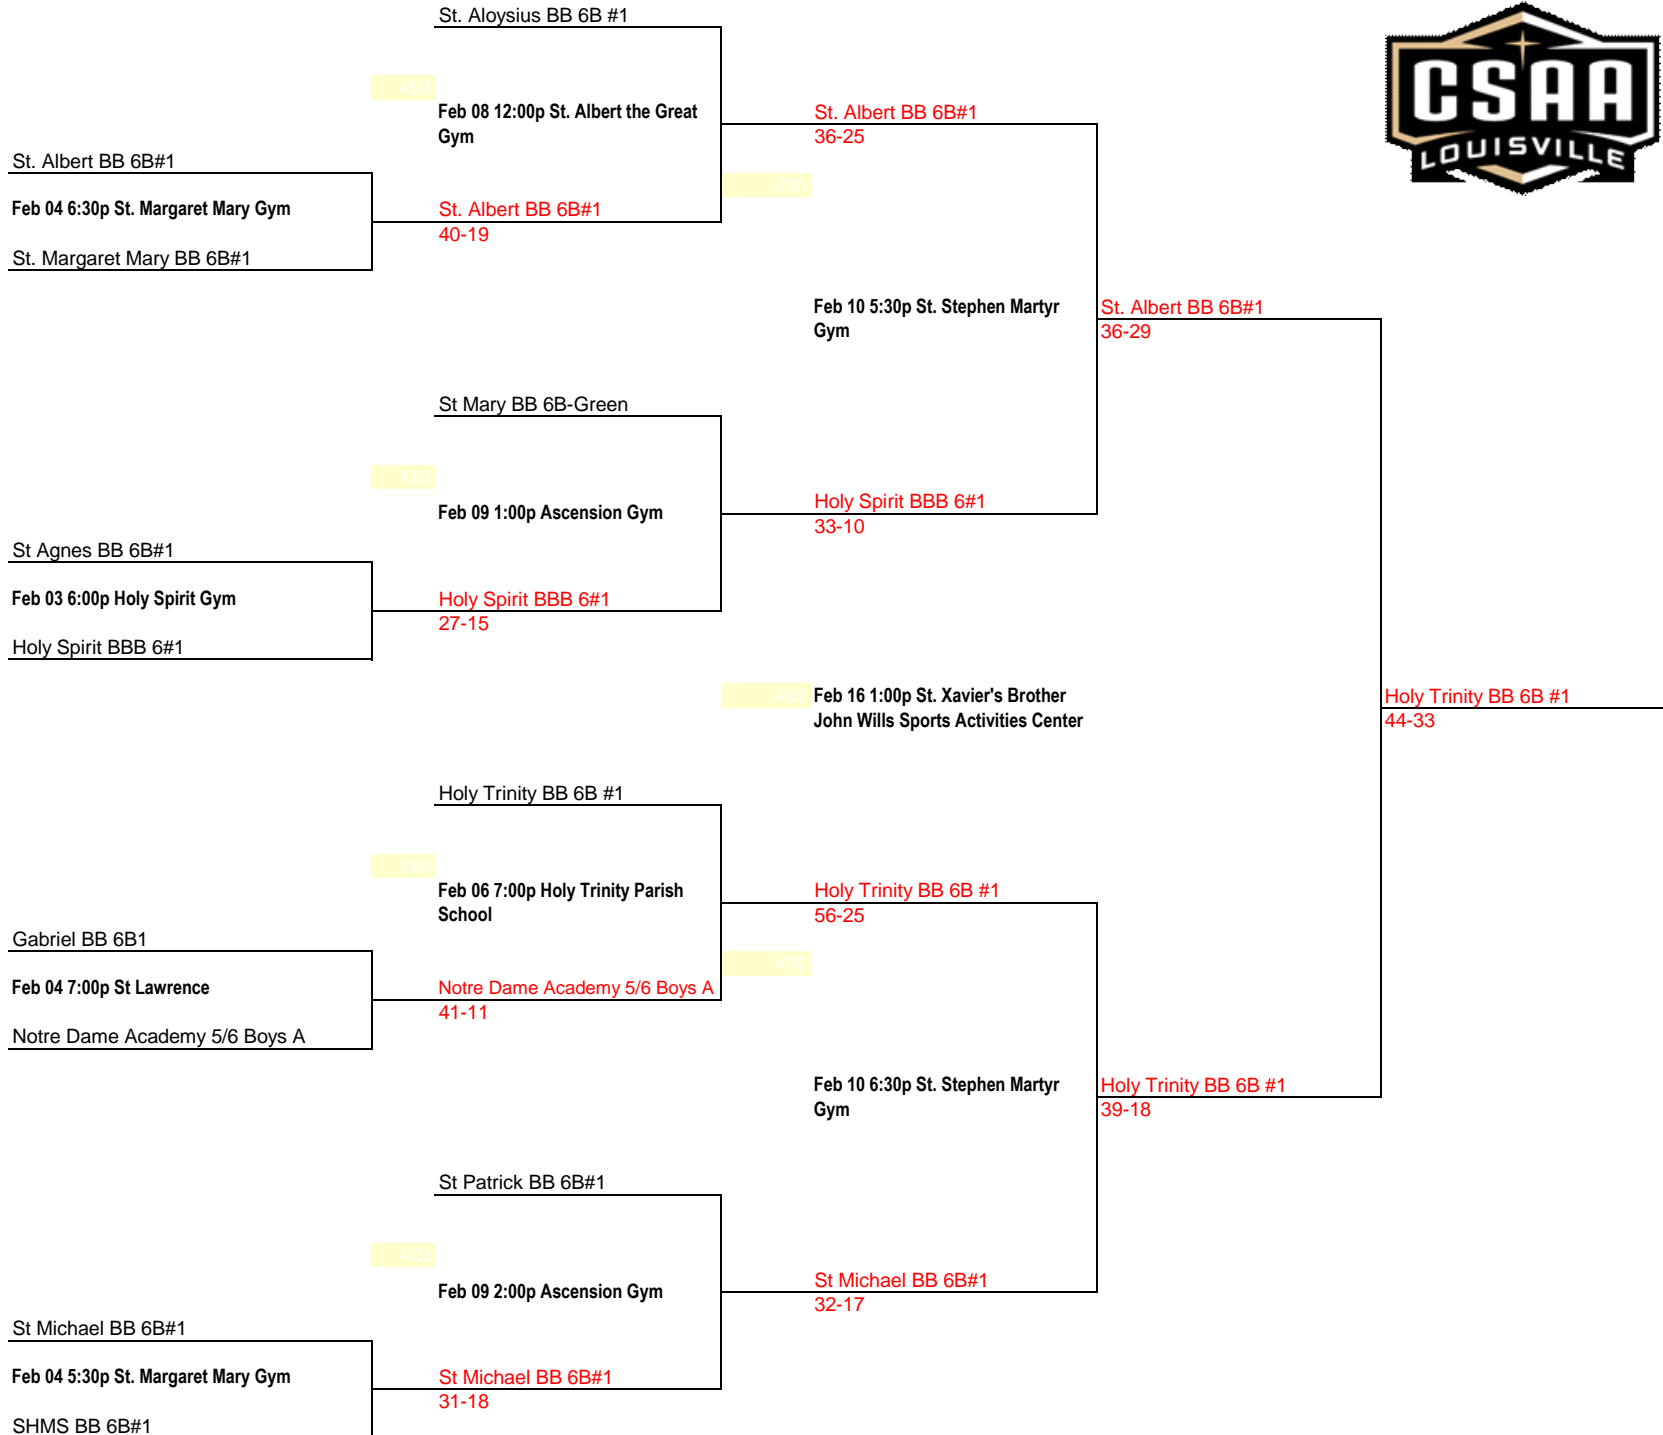 St. Aloysius BB 6B #1
CSAA
LOUISVILLE
Feb 08 12:00p St. Albert the Great
Gym
St. Albert BB 6B#1
36-25
St. Albert BB 6B#1
Feb 04 6:30p St. Margaret Mary Gym
St. Margaret Mary BB 6B#1
St. Albert BB 6B#1
40-19
Feb 10 5:30p St. Stephen Martyr
Gym
St. Albert BB 6B#1
36-29
St Mary BB 6B-Green
Feb 09 1:00p Ascension Gym
Holy Spirit BBB 6#1
33-10
St Agnes BB 6B#1
Feb 03 6:00p Holy Spirit Gym
Holy Spirit BBB 6#1
Holy Spirit BBB 6#1
27-15
Feb 16 1:00p St. Xavier's Brother
John Wills Sports Activities Center
Holy Trinity BB 6B #1
44-33
Holy Trinity BB 6B #1
Feb 06 7:00p Holy Trinity Parish
School
Holy Trinity BB 6B #1
56-25
Gabriel BB 6B1
Feb 04 7:00p St Lawrence
Notre Dame Academy 5/6 Boys A
Notre Dame Academy 5/6 Boys A
41-11
Feb 10 6:30p St. Stephen Martyr
Gym
Holy Trinity BB 6B #1
39-18
St Patrick BB 6B#1
Feb 09 2:00p Ascension Gym
St Michael BB 6B#1
32-17
St Michael BB 6B#1
Feb 04 5:30p St. Margaret Mary Gym
SHMS BB 6B#1
St Michael BB 6B#1
31-18